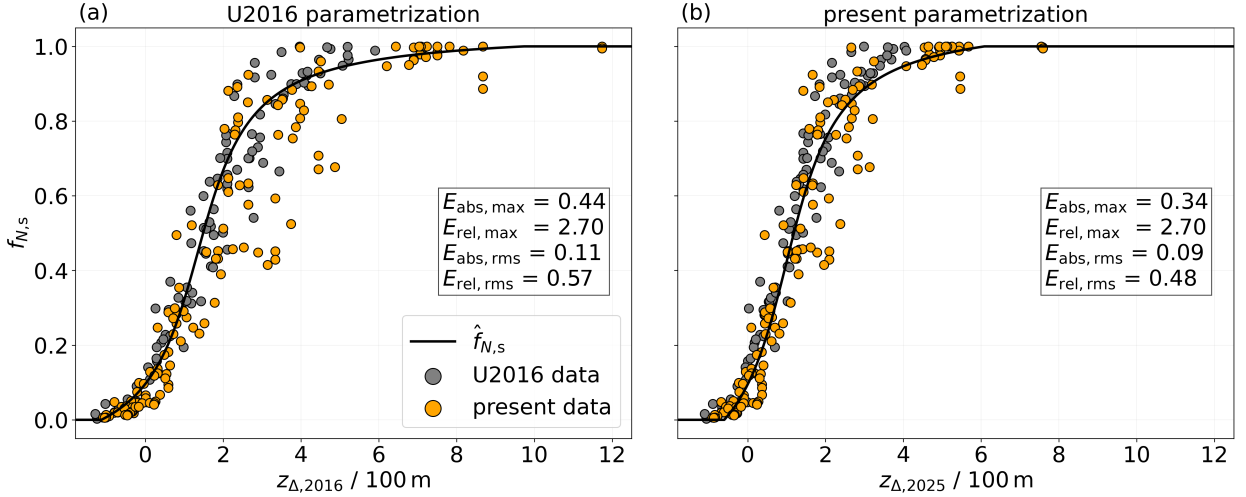 (a) U2016 parametrization
1.0
0.8
0.6
0.4
0.2
0.0
f_{N,s}
E_{abs,max} = 0.44
E_{rel,max} = 2.70
E_{abs,rms} = 0.11
E_{rel,rms} = 0.57
\hat{f}_{N,s}
U2016 data
present data
0 2 4 6 8 10 12
z_{Δ,2016} / 100 m
(b) present parametrization
E_{abs,max} = 0.34
E_{rel,max} = 2.70
E_{abs,rms} = 0.09
E_{rel,rms} = 0.48
0 2 4 6 8 10 12
z_{Δ,2025} / 100 m